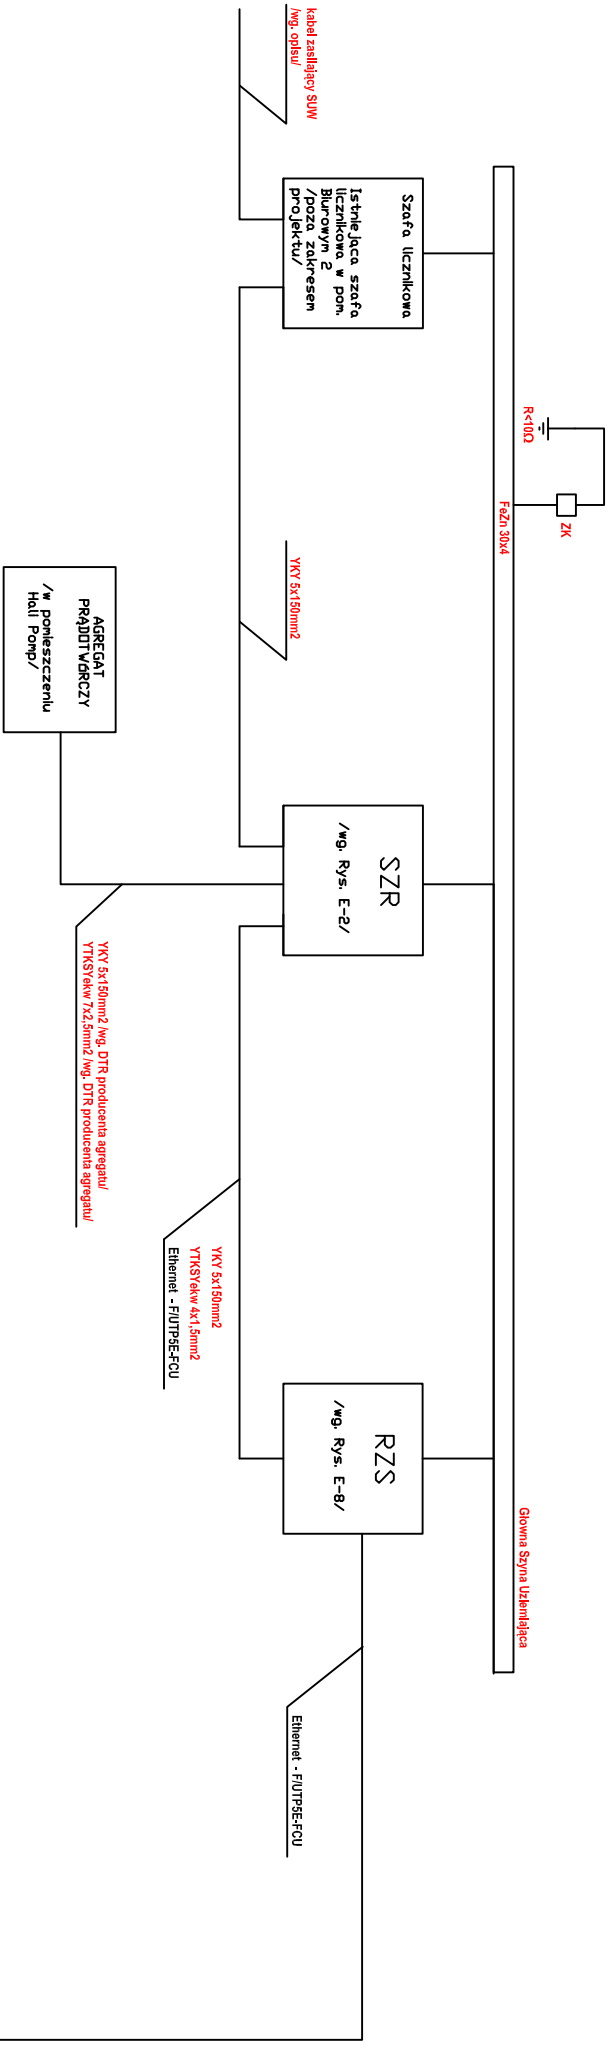 Głowna Szyna Uziemiająca
ZK
R<10Ω
FeZn 30x4
Szafa licznikowa
Istniejąca szafa
licznikowa w pom.
Biurowym 2
/poza zakresem
projektu/
kabel zasilający SUW
/wg. opisu/
YKY 5x150mm2
SZR
/wg. Rys. E-2/
RZS
/wg. Rys. E-8/
Ethernet - F/UTP5E-FCU
YKY 5x150mm2
YTKSYekw 4x1,5mm2
Ethernet - F/UTP5E-FCU
AGREGAT
PRĄDOTWÓRCZY
/w pomieszczeniu
Hali Pomp/
YKY 5x150mm2 /wg. DTR producenta agregatu/
YTKSYekw 7x2,5mm2 /wg. DTR producenta agregatu/